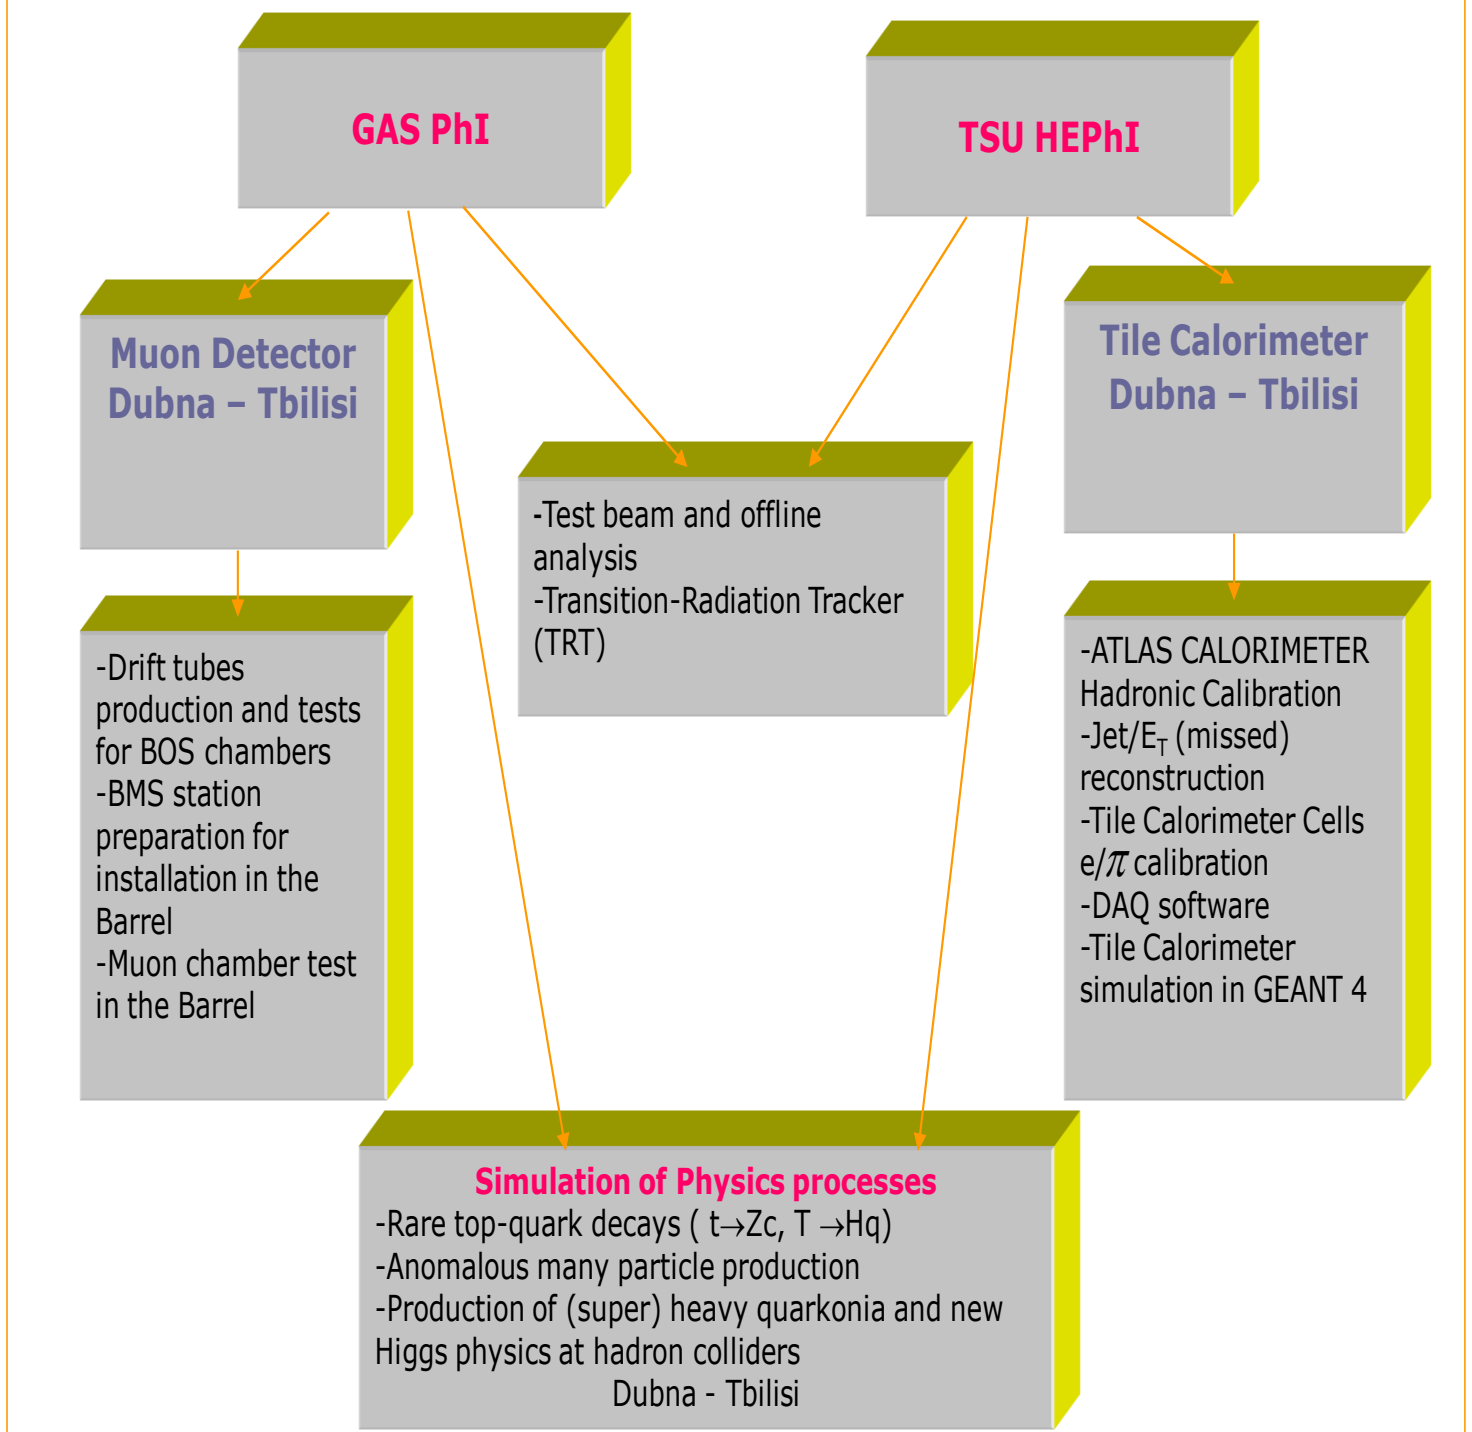 GAS PhI
TSU HEPhI
Muon Detector
Dubna – Tbilisi
Tile Calorimeter
Dubna – Tbilisi
-Test beam and offline
analysis
-Transition-Radiation Tracker
(TRT)
-Drift tubes
production and tests
for BOS chambers
-BMS station
preparation for
installation in the
Barrel
-Muon chamber test
in the Barrel
-ATLAS CALORIMETER
Hadronic Calibration
-Jet/E_T (missed)
reconstruction
-Tile Calorimeter Cells
e/π calibration
-DAQ software
-Tile Calorimeter
simulation in GEANT 4
Simulation of Physics processes
-Rare top-quark decays ( t→Zc, T →Hq)
-Anomalous many particle production
-Production of (super) heavy quarkonia and new
Higgs physics at hadron colliders
Dubna - Tbilisi